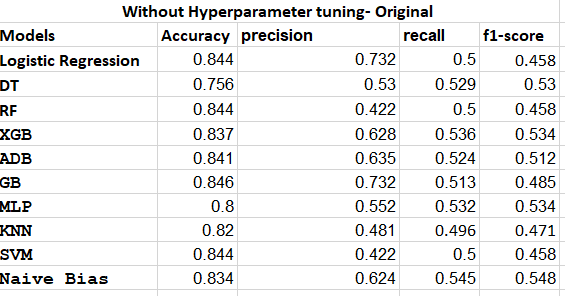 Without Hyperparameter tuning- Original
Models Accuracy precision recall f1-score
Logistic Regression 0.844 0.732 0.5 0.458
DT 0.756 0.53 0.529 0.53
RF 0.844 0.422 0.5 0.458
XGB 0.837 0.628 0.536 0.534
ADB 0.841 0.635 0.524 0.512
GB 0.846 0.732 0.513 0.485
MLP 0.8 0.552 0.532 0.534
KNN 0.82 0.481 0.496 0.471
SVM 0.844 0.422 0.5 0.458
Naive Bias 0.834 0.624 0.545 0.548